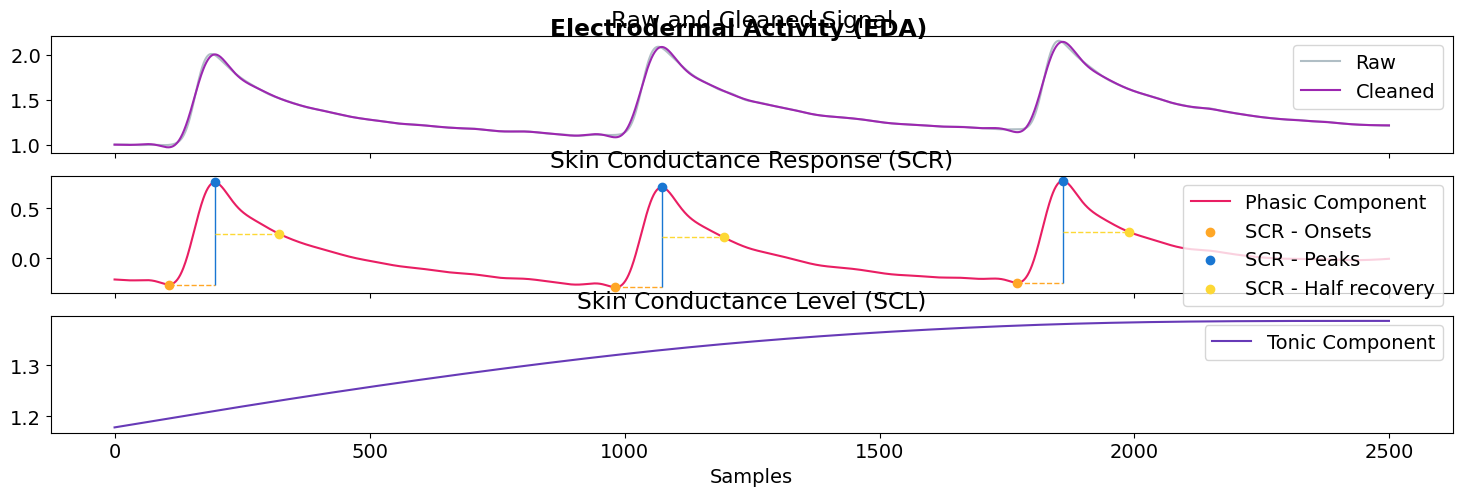 Raw and Cleaned Signal
Electrodermal Activity (EDA)
2.0
1.5
1.0
Raw
Cleaned
Skin Conductance Response (SCR)
0.5
0.0
Phasic Component
SCR - Onsets
SCR - Peaks
SCR - Half recovery
Skin Conductance Level (SCL)
1.3
1.2
Tonic Component
0 500 1000 1500 2000 2500
Samples